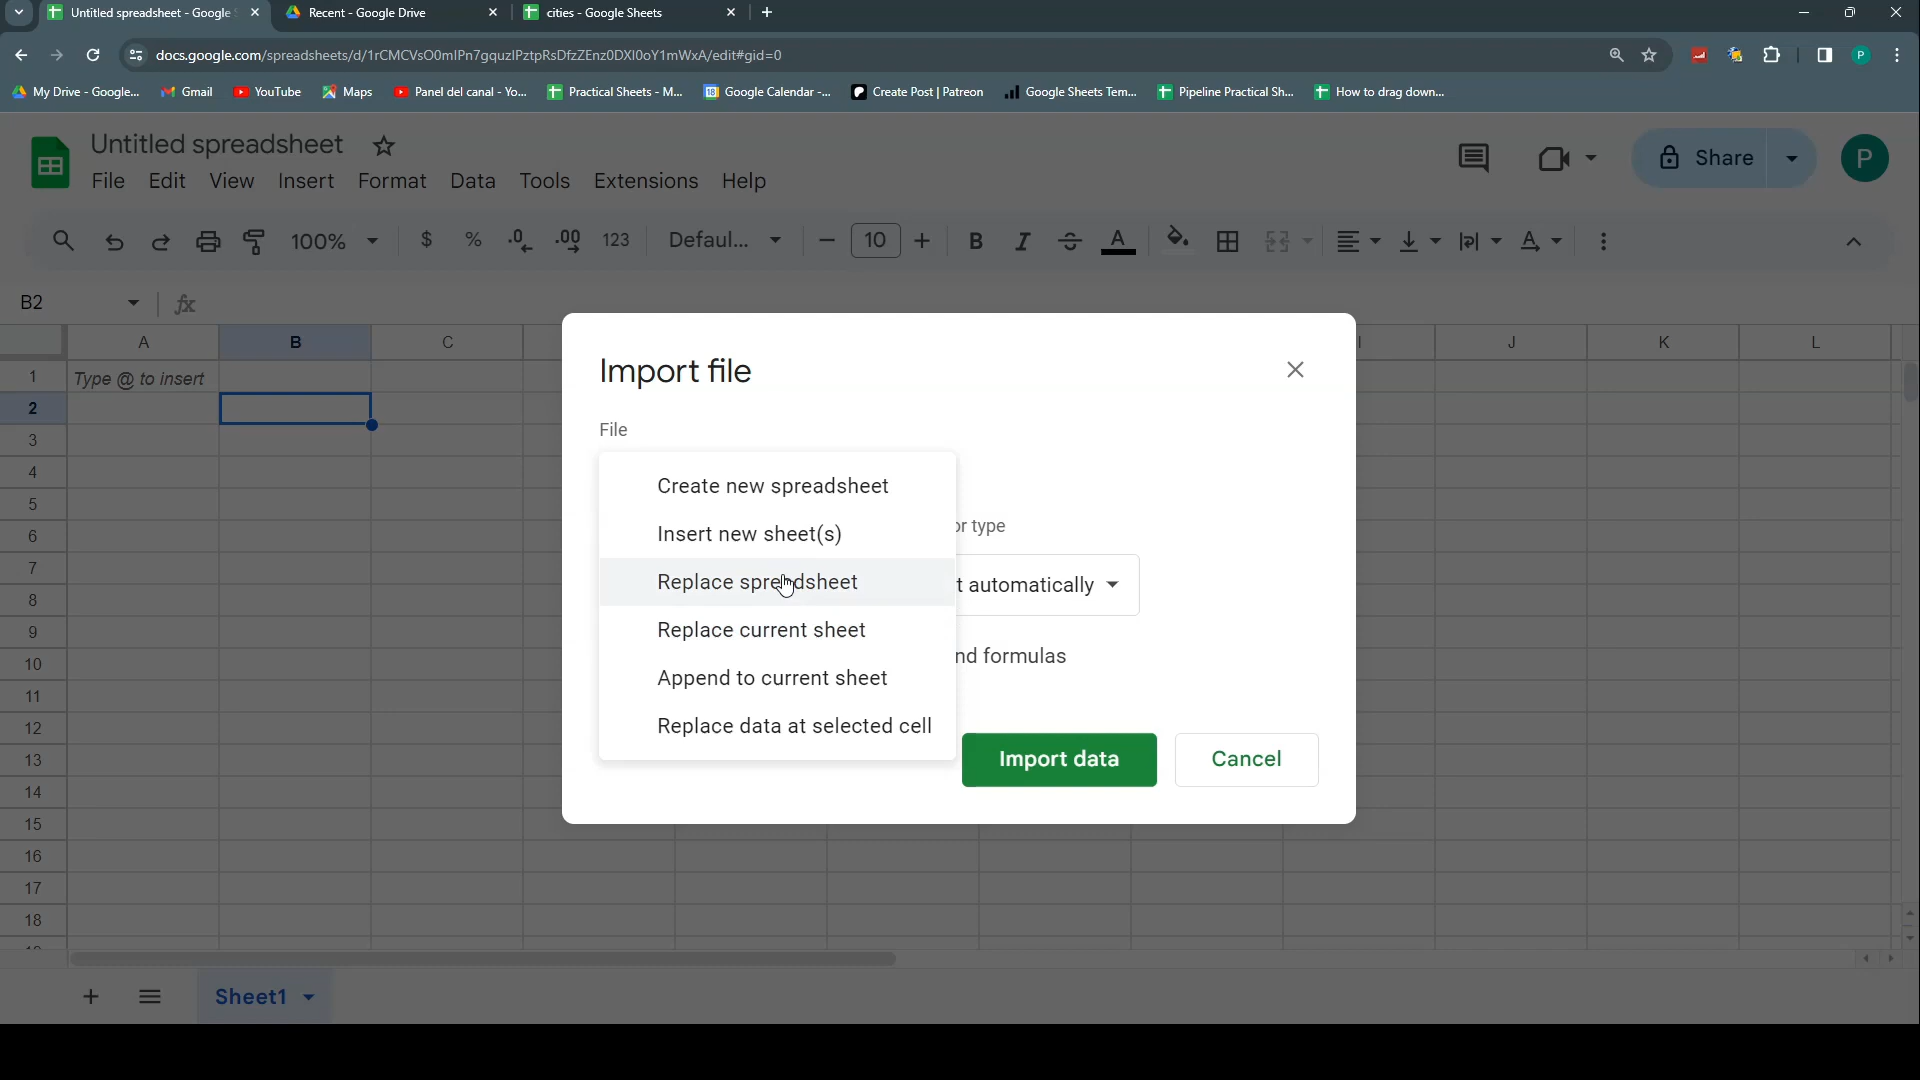 Untitled spreadsheet - Google
Recent - Google Drive
cities - Google Sheets
docs.google.com/spreadsheets/d/1rCMCVsO0mIPn7gquzIPztpRsDfzZEnz0DXI0oY1mWxA/edit#gid=0
P
My Drive - Google...
Gmail
YouTube
Maps
Panel del canal - Yo...
Practical Sheets - M...
Google Calendar -...
Create Post | Patreon
Google Sheets Tem...
Pipeline Practical Sh...
How to drag down...
Untitled spreadsheet
File Edit View Insert Format Data Tools Extensions Help
Share
P
100%
$ % .0 .00 123
Defaul...
10
B I A A
B2
fx
A B C I J K L
1 Type @ to insert
2
3
4
5
6
7
8
9
10
11
12
13
14
15
16
17
18
Import file
File
Create new spreadsheet
Insert new sheet(s)
Replace spreadsheet
Replace current sheet
Append to current sheet
Replace data at selected cell
or type
t automatically
nd formulas
Import data
Cancel
Sheet1